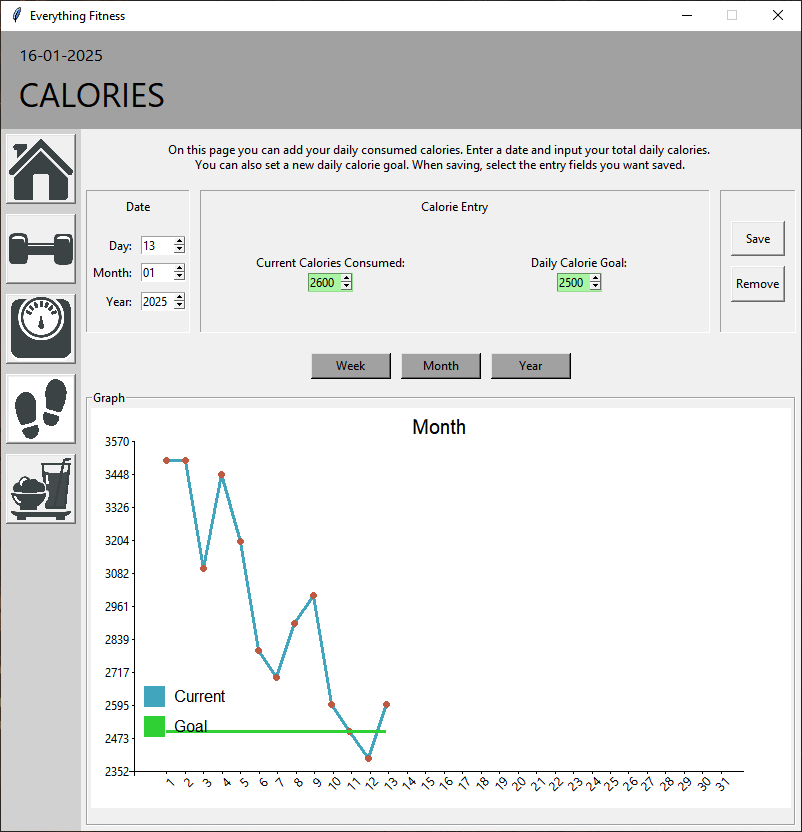 Everything Fitness
16-01-2025
CALORIES
On this page you can add your daily consumed calories. Enter a date and input your total daily calories.
You can also set a new daily calorie goal. When saving, select the entry fields you want saved.
Date
Day: 13
Month: 01
Year: 2025
Calorie Entry
Current Calories Consumed:
2600
Daily Calorie Goal:
2500
Save
Remove
Week Month Year
Graph
Month
3570
3448
3326
3204
3082
2961
2839
2717
2595
2473
2352
Current
Goal
1 2 3 4 5 6 7 8 9 10 11 12 13 14 15 16 17 18 19 20 21 22 23 24 25 26 27 28 29 30 31